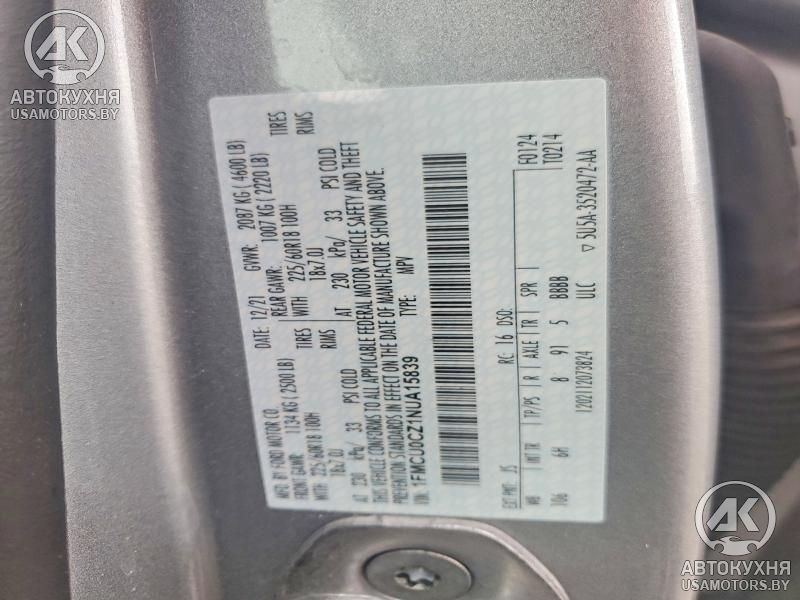 АВТОКУХНЯ
USAMOTORS.BY
MFD. BY FORD MOTOR CO.
DATE: 12/21 GVWR: 2087 KG ( 4600 LB)
FRONT GAWR: 1134 KG ( 2500 LB) REAR GAWR: 1007 KG ( 2220 LB)
WITH 225/60R18 100H TIRES WITH 225/60R18 100H TIRES
18x7.0J RIMS 18x7.0J RIMS
AT 230 kPa/ 33 PSI COLD AT 230 kPa/ 33 PSI COLD
THIS VEHICLE CONFORMS TO ALL APPLICABLE FEDERAL MOTOR VEHICLE SAFETY AND THEFT
PREVENTION STANDARDS IN EFFECT ON THE DATE OF MANUFACTURE SHOWN ABOVE.
VIN: 1FMCU0CZ1NUA15839 TYPE: MPV
EXT PNT: JS RC: 16 DSO: F0124
T0214
WB INT TR TP/PS R AXLE TR SPR
106 6H 8 91 5 BBBB
1202112073824 ULC 5U5A-3520472-AA
АВТОКУХНЯ
USAMOTORS.BY